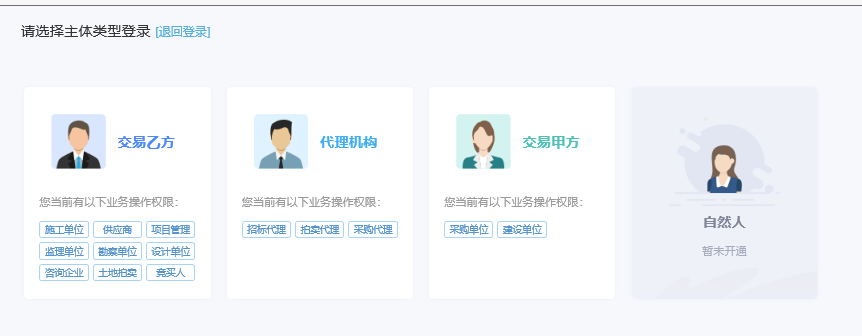 请选择主体类型登录 [退回登录]
交易乙方
您当前有以下业务操作权限：
施工单位 供应商 项目管理
监理单位 勘察单位 设计单位
咨询企业 土地拍卖 竞买人
代理机构
您当前有以下业务操作权限：
招标代理 拍卖代理 采购代理
交易甲方
您当前有以下业务操作权限：
采购单位 建设单位
自然人
暂未开通